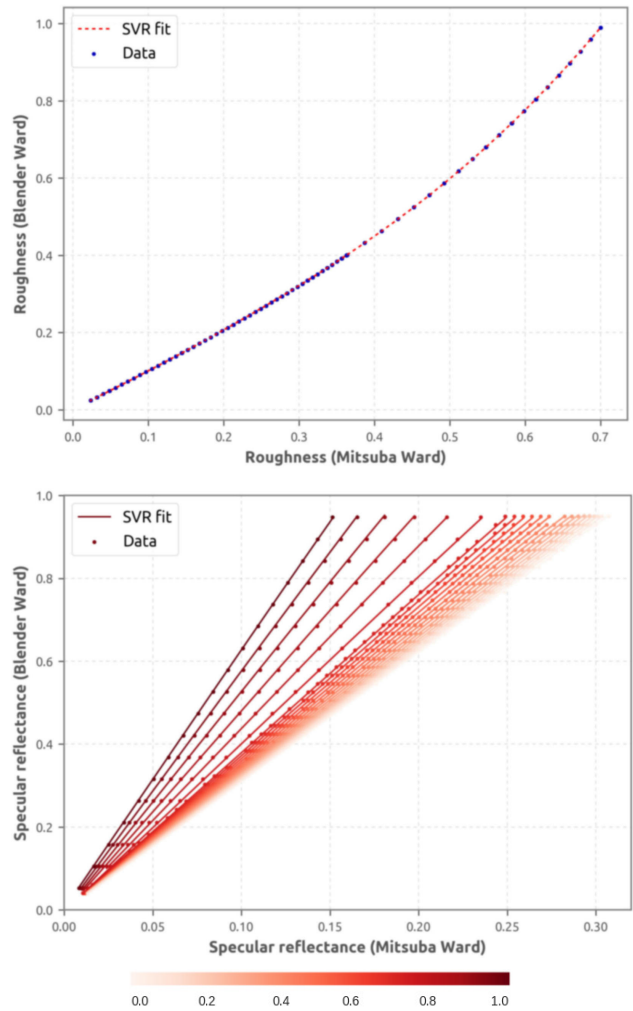 1.0
0.8
0.6
0.4
0.2
0.0
Roughness (Blender Ward)
SVR fit
Data
0.0 0.1 0.2 0.3 0.4 0.5 0.6 0.7
Roughness (Mitsuba Ward)
1.0
0.8
0.6
0.4
0.2
0.0
Specular reflectance (Blender Ward)
SVR fit
Data
0.00 0.05 0.10 0.15 0.20 0.25 0.30
Specular reflectance (Mitsuba Ward)
0.0 0.2 0.4 0.6 0.8 1.0